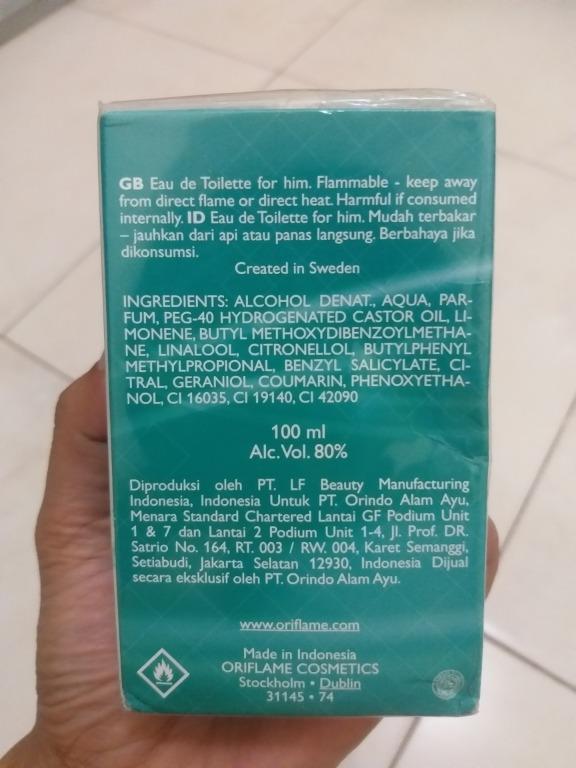 GB Eau de Toilette for him. Flammable - keep away
from direct flame or direct heat. Harmful if consumed
internally. ID Eau de Toilette for him. Mudah terbakar
– jauhkan dari api atau panas langsung. Berbahaya jika
dikonsumsi.
Created in Sweden
INGREDIENTS: ALCOHOL DENAT., AQUA, PAR-
FUM, PEG-40 HYDROGENATED CASTOR OIL, LI-
MONENE, BUTYL METHOXYDIBENZOYLMETHA-
NE, LINALOOL, CITRONELLOL, BUTYLPHENYL
METHYLPROPIONAL, BENZYL SALICYLATE, CI-
TRAL, GERANIOL, COUMARIN, PHENOXYETHA-
NOL, CI 16035, CI 19140, CI 42090
100 ml
Alc. Vol. 80%
Diproduksi oleh PT. LF Beauty Manufacturing
Indonesia, Indonesia Untuk PT. Orindo Alam Ayu,
Menara Standard Chartered Lantai GF Podium Unit
1 & 7 dan Lantai 2 Podium Unit 1-4, Jl. Prof. DR.
Satrio No. 164, RT. 003 / RW. 004, Karet Semanggi,
Setiabudi, Jakarta Selatan 12930, Indonesia Dijual
secara eksklusif oleh PT. Orindo Alam Ayu.
www.oriflame.com
Made in Indonesia
ORIFLAME COSMETICS
Stockholm • Dublin
31145 • 74